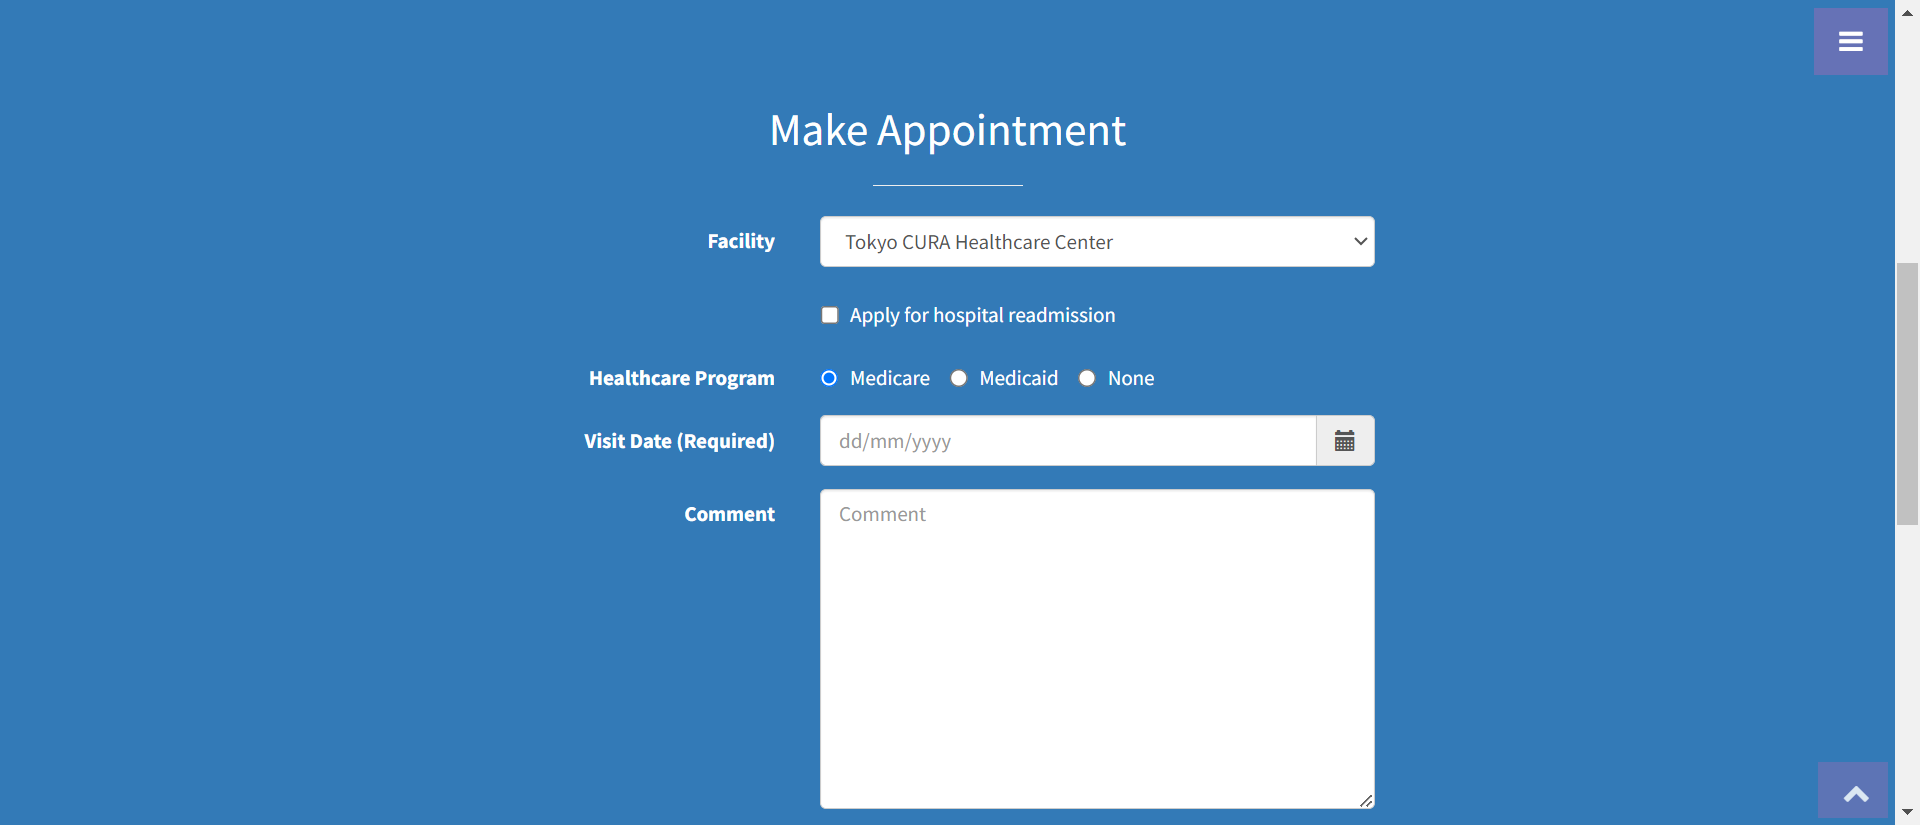 Make Appointment
Facility
Tokyo CURA Healthcare Center
Apply for hospital readmission
Healthcare Program
Medicare Medicaid None
Visit Date (Required)
dd/mm/yyyy
Comment
Comment